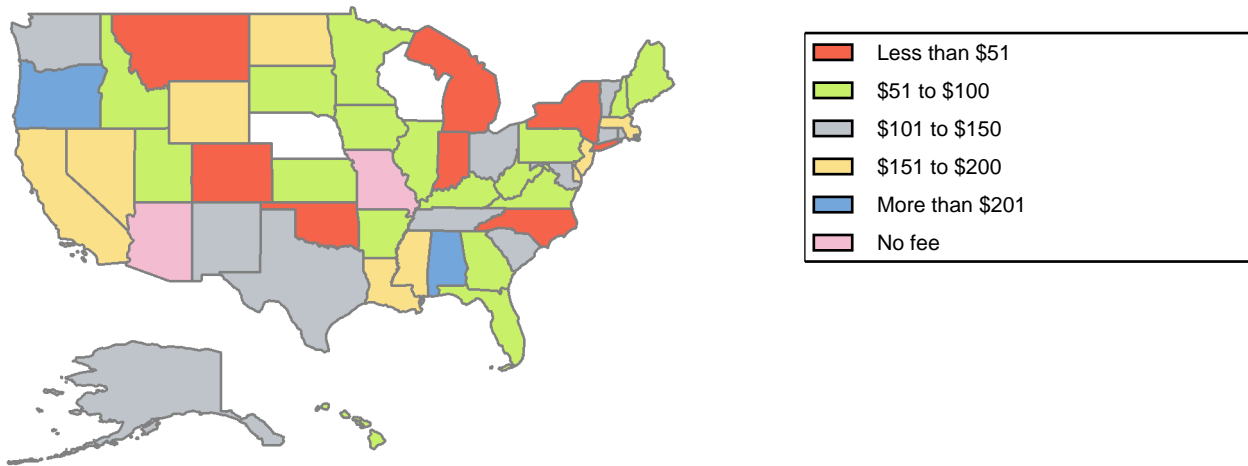 Less than $51
$51 to $100
$101 to $150
$151 to $200
More than $201
No fee